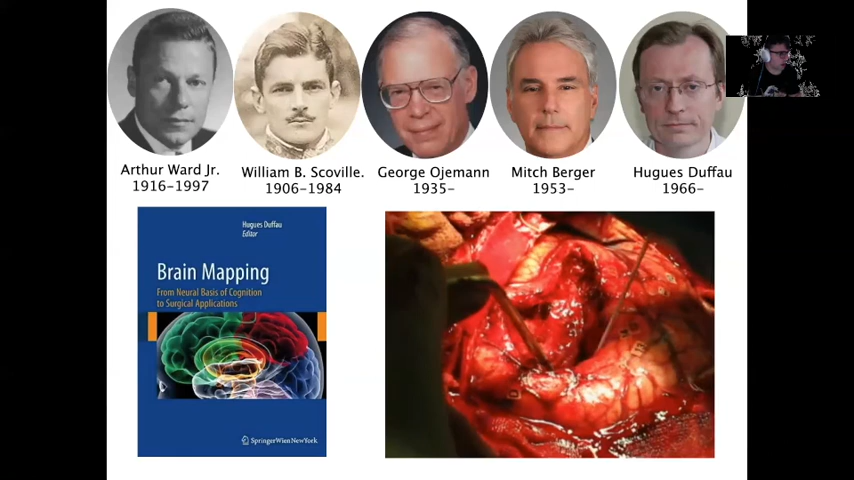 Arthur Ward Jr.
1916-1997
William B. Scoville.
1906-1984
George Ojemann
1935-
Mitch Berger
1953-
Hugues Duffau
1966-
Hugues Duffau
Editor
Brain Mapping
From Neural Basis of Cognition
to Surgical Applications
SpringerWienNewYork